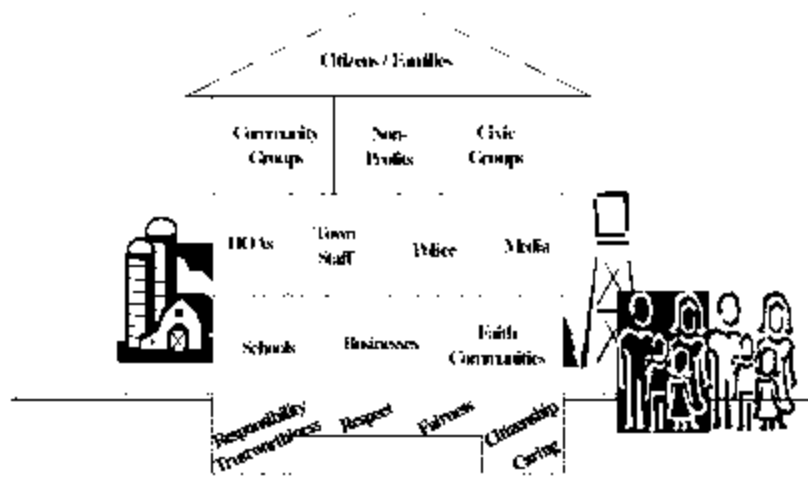 Citizens / Families
Community
Groups
Non-
Profits
Civic
Groups
HOAs
Town
Staff
Police
Media
Schools
Businesses
Faith
Communities
Responsibility
Trustworthiness
Respect
Fairness
Citizenship
Caring